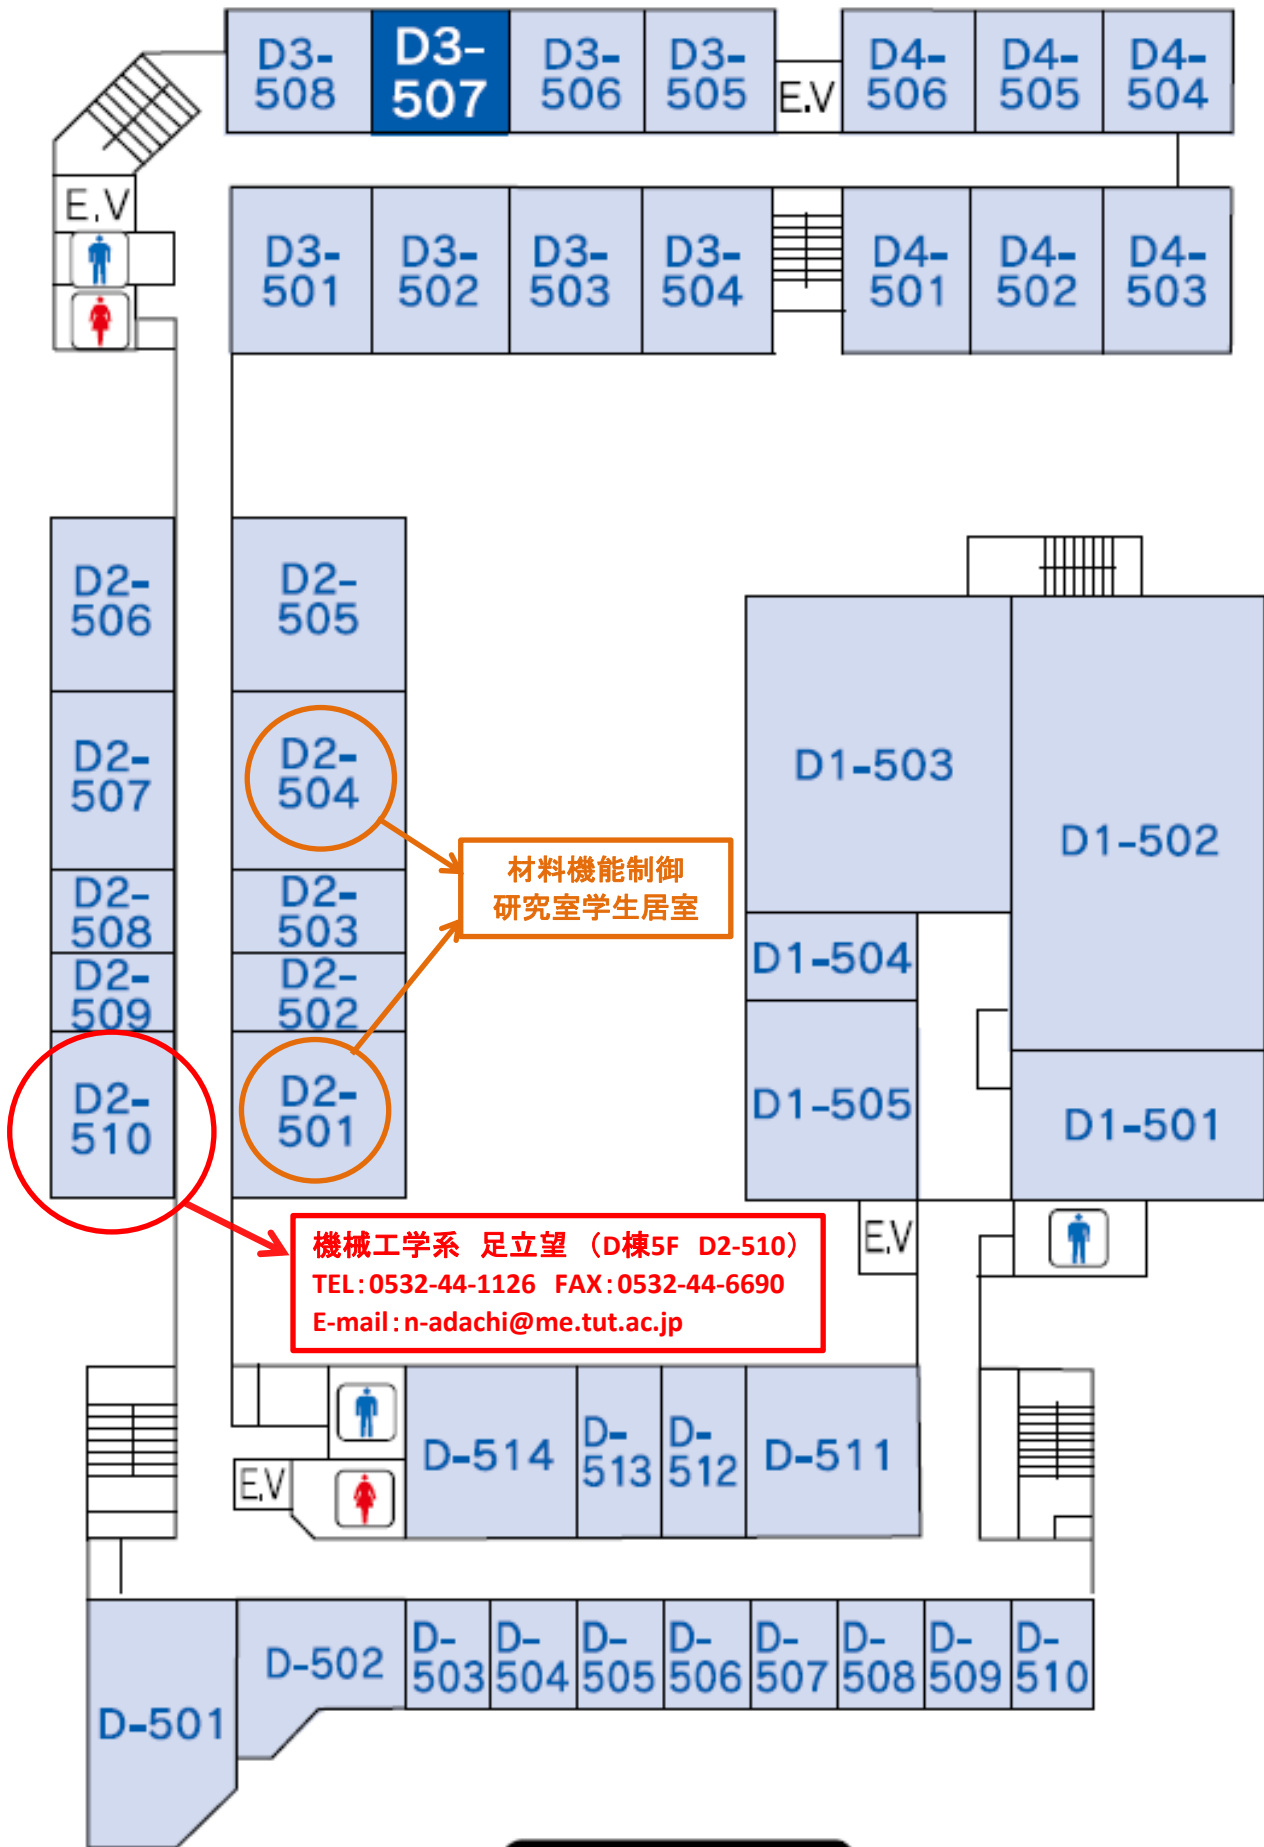 D3-
508
D3-
507
D3-
506
D3-
505
E.V
D4-
506
D4-
505
D4-
504
E.V
D3-
501
D3-
502
D3-
503
D3-
504
D4-
501
D4-
502
D4-
503
D2-
506
D2-
505
D2-
507
D2-
504
D1-503
D1-502
材料機能制御
研究室学生居室
D2-
508
D2-
503
D1-504
D2-
509
D2-
502
D2-
510
D2-
501
D1-505
D1-501
機械工学系 足立望 （D棟5F D2-510）
TEL：0532-44-1126 FAX：0532-44-6690
E-mail：n-adachi@me.tut.ac.jp
E.V
D-514
D-
513
D-
512
D-511
E.V
D-501
D-502
D-
503
D-
504
D-
505
D-
506
D-
507
D-
508
D-
509
D-
510